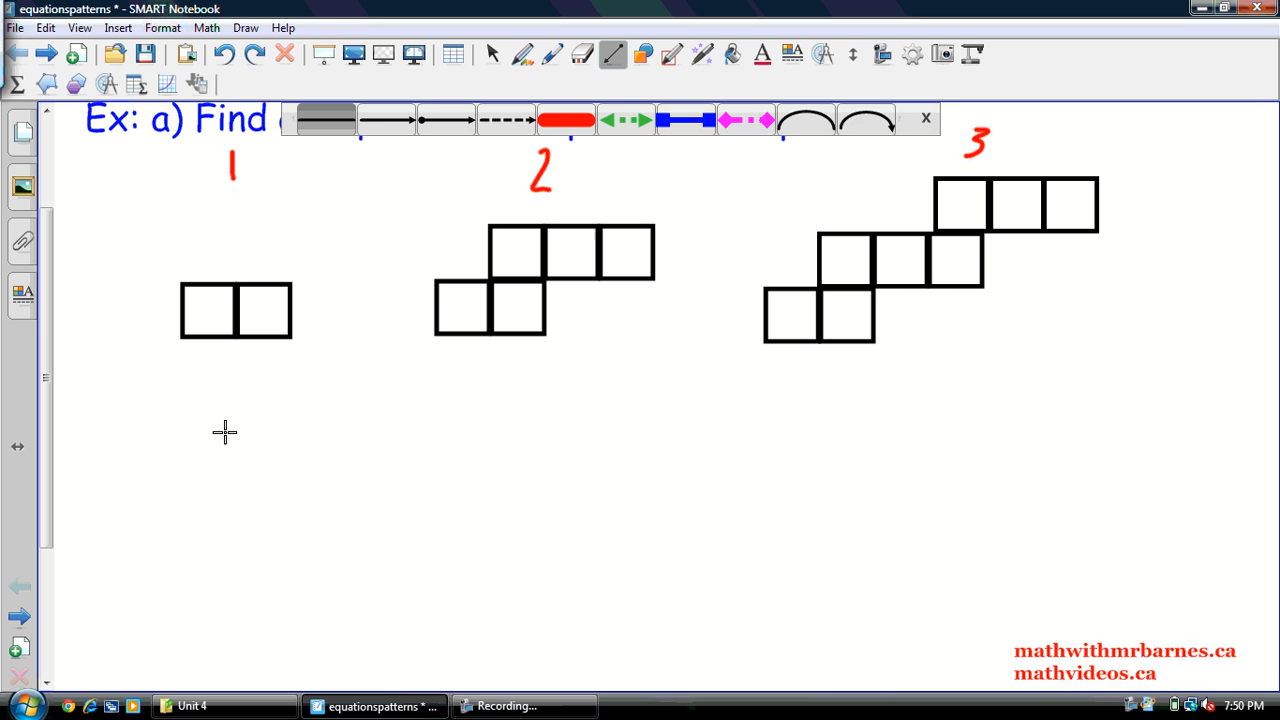 equationspatterns * - SMART Notebook
File Edit View Insert Format Math Draw Help
Ex: a) Find
x
1
2
3
mathwithmrbarnes.ca
mathvideos.ca
Unit 4
equationspatterns * ...
Recording...
7:50 PM